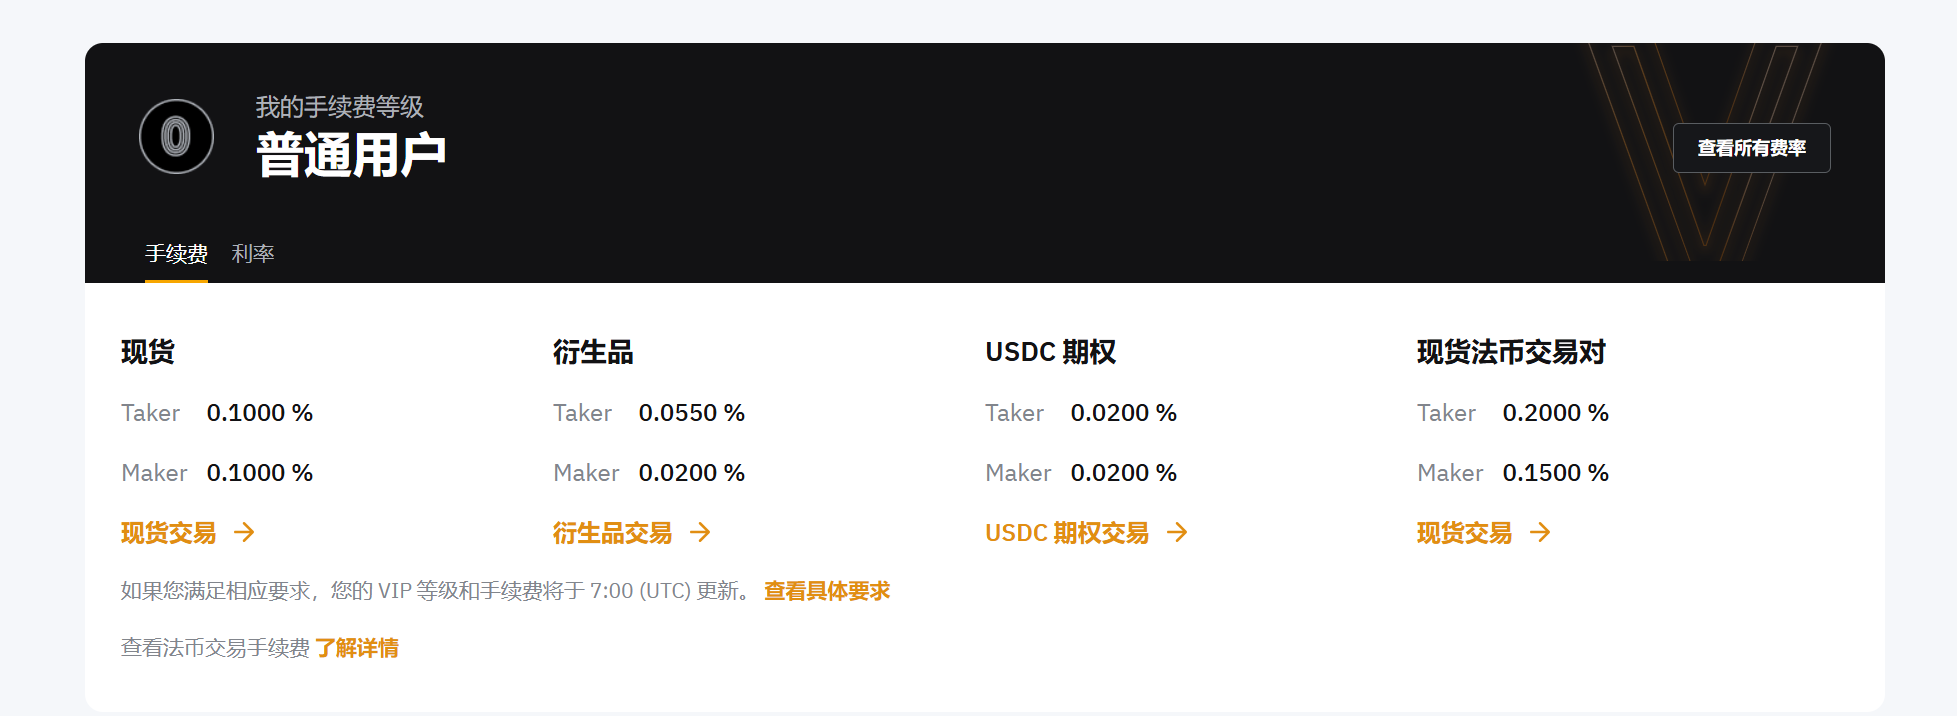 0
我的手续费等级
普通用户
查看所有费率
手续费 利率
现货 衍生品 USDC 期权 现货法币交易对
Taker 0.1000 % Taker 0.0550 % Taker 0.0200 % Taker 0.2000 %
Maker 0.1000 % Maker 0.0200 % Maker 0.0200 % Maker 0.1500 %
现货交易 → 衍生品交易 → USDC 期权交易 → 现货交易 →
如果您满足相应要求，您的 VIP 等级和手续费将于 7:00 (UTC) 更新。 查看具体要求
查看法币交易手续费 了解详情